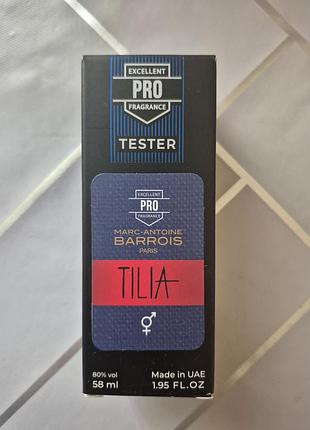 EXCELLENT
PRO
FRAGRANCE
TESTER
EXCELLENT
PRO
FRAGRANCE
MARC-ANTOINE
BARROIS
PARIS
TILIA
80% vol Made in UAE
58 ml 1.95 FL.OZ